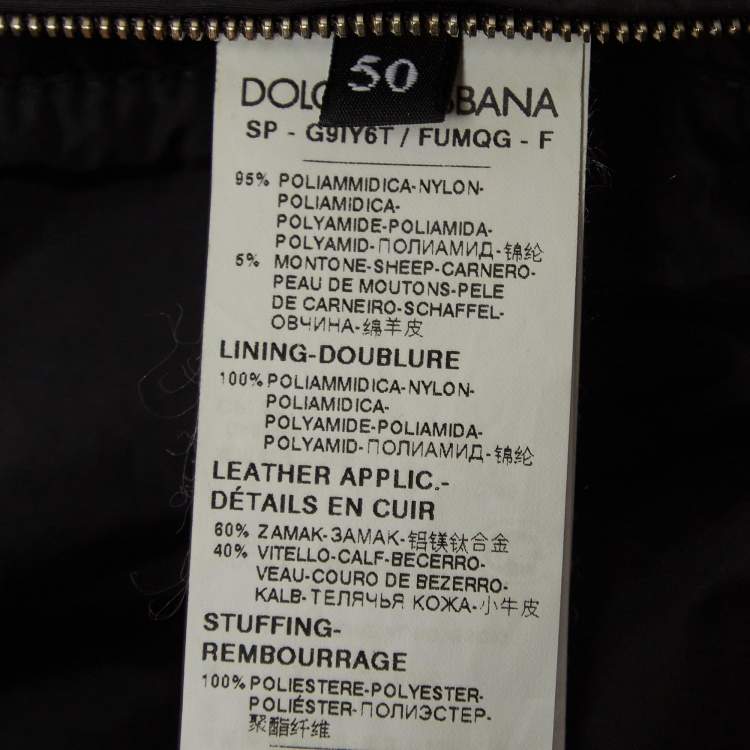 50
DOLC BBANA
SP - G9IY6T / FUMQG - F
95% POLIAMMIDICA-NYLON-
POLIAMIDICA-
POLYAMIDE-POLIAMIDA-
POLYAMID-ПОЛИАМИД-锦纶
5% MONTONE-SHEEP-CARNERO-
PEAU DE MOUTONS-PELE
DE CARNEIRO-SCHAFFEL-
ОВЧИНА-绵羊皮
LINING-DOUBLURE
100% POLIAMMIDICA-NYLON-
POLIAMIDICA-
POLYAMIDE-POLIAMIDA-
POLYAMID-ПОЛИАМИД-锦纶
LEATHER APPLIC.-
DÉTAILS EN CUIR
60% ZAMAK-ЗАМАК-铝镁钛合金
40% VITELLO-CALF-BECERRO-
VEAU-COURO DE BEZERRO-
KALB-ТЕЛЯЧЬЯ КОЖА-小牛皮
STUFFING-
REMBOURRAGE
100% POLIESTERE-POLYESTER-
POLIÉSTER-ПОЛИЭСТЕР-
聚酯纤维